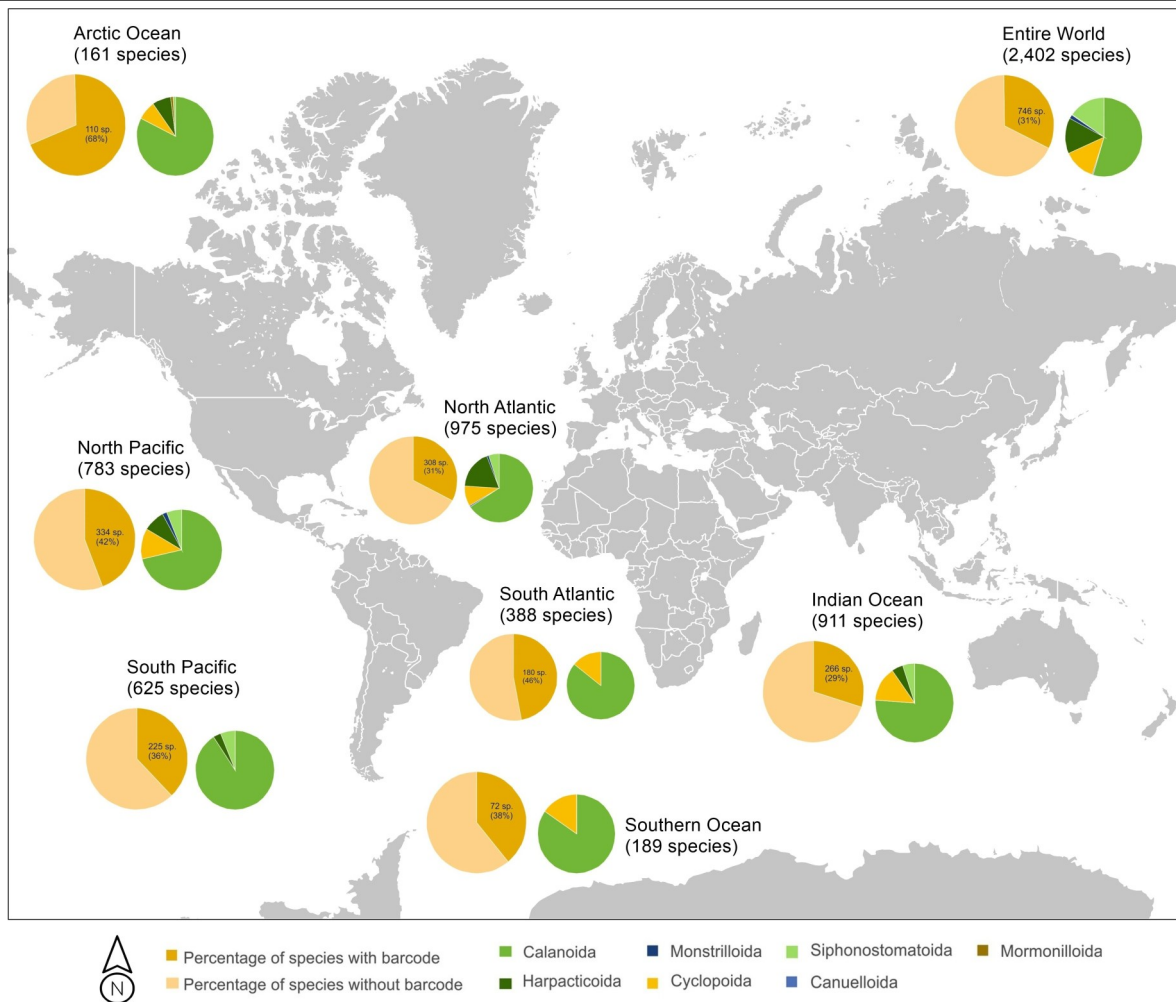 Arctic Ocean
(161 species)
110 sp.
(68%)
Entire World
(2,402 species)
746 sp.
(31%)
North Atlantic
(975 species)
308 sp.
(31%)
North Pacific
(783 species)
334 sp.
(42%)
South Atlantic
(388 species)
180 sp.
(46%)
Indian Ocean
(911 species)
266 sp.
(29%)
South Pacific
(625 species)
225 sp.
(36%)
72 sp.
(38%)
Southern Ocean
(189 species)
N
Percentage of species with barcode
Percentage of species without barcode
Calanoida
Harpacticoida
Monstrilloida
Cyclopoida
Siphonostomatoida
Canuelloida
Mormonilloida